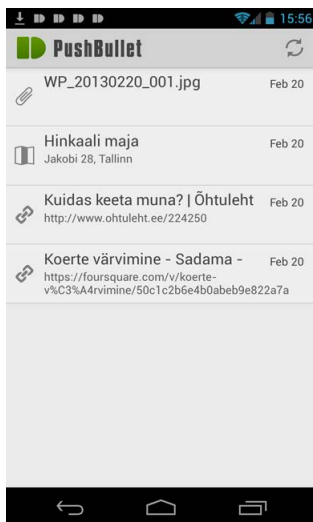 15:56
PushBullet
WP_20130220_001.jpg
Feb 20
Hinkaali maja
Feb 20
Jakobi 28, Tallinn
Kuidas keeta muna? | Õhtuleht
Feb 20
http://www.ohtuleht.ee/224250
Koerte värvimine - Sadama -
Feb 20
https://foursquare.com/v/koerte-
v%C3%A4rvimine/50c1c2b6e4b0abeb9e822a7a